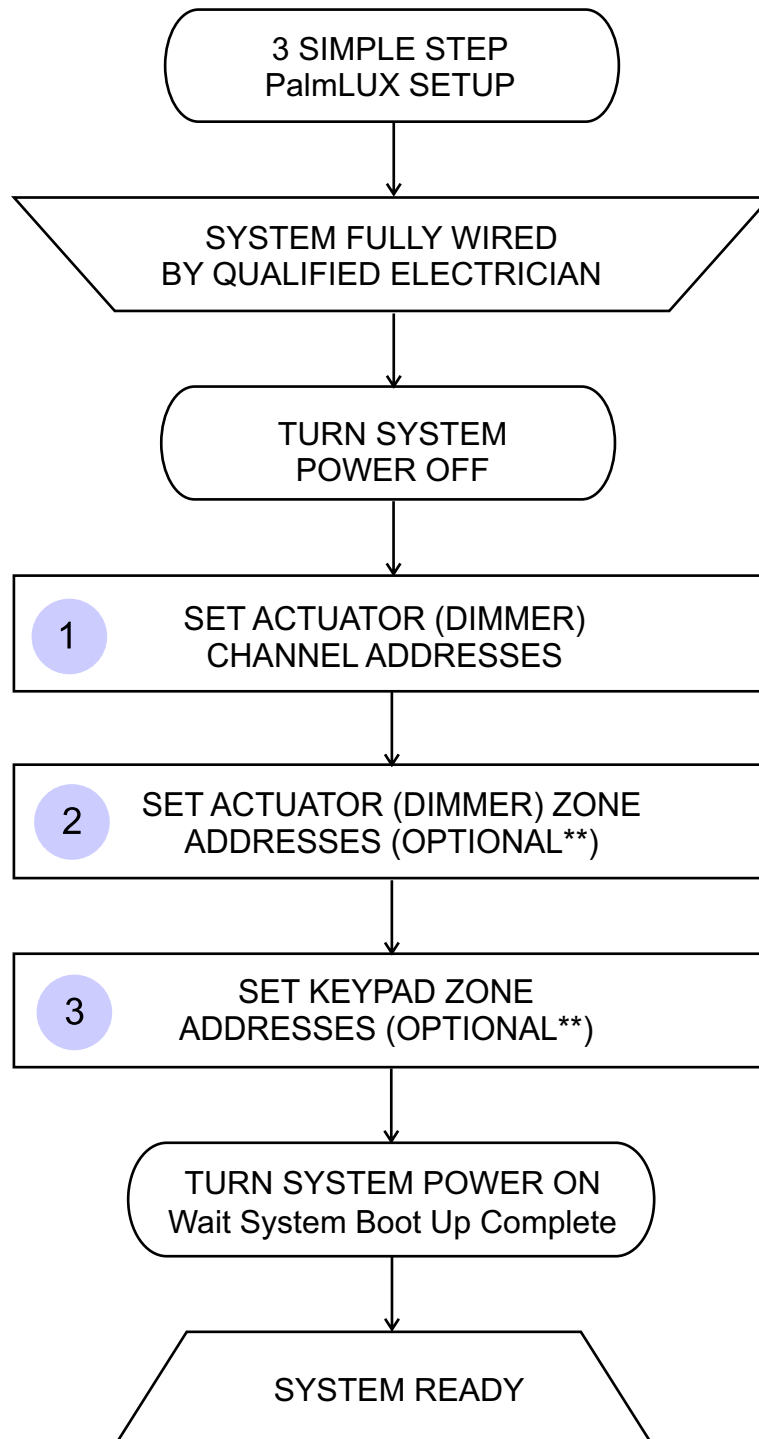 3 SIMPLE STEP
PalmLUX SETUP
SYSTEM FULLY WIRED
BY QUALIFIED ELECTRICIAN
TURN SYSTEM
POWER OFF
1
SET ACTUATOR (DIMMER)
CHANNEL ADDRESSES
2
SET ACTUATOR (DIMMER) ZONE
ADDRESSES (OPTIONAL**)
3
SET KEYPAD ZONE
ADDRESSES (OPTIONAL**)
TURN SYSTEM POWER ON
Wait System Boot Up Complete
SYSTEM READY